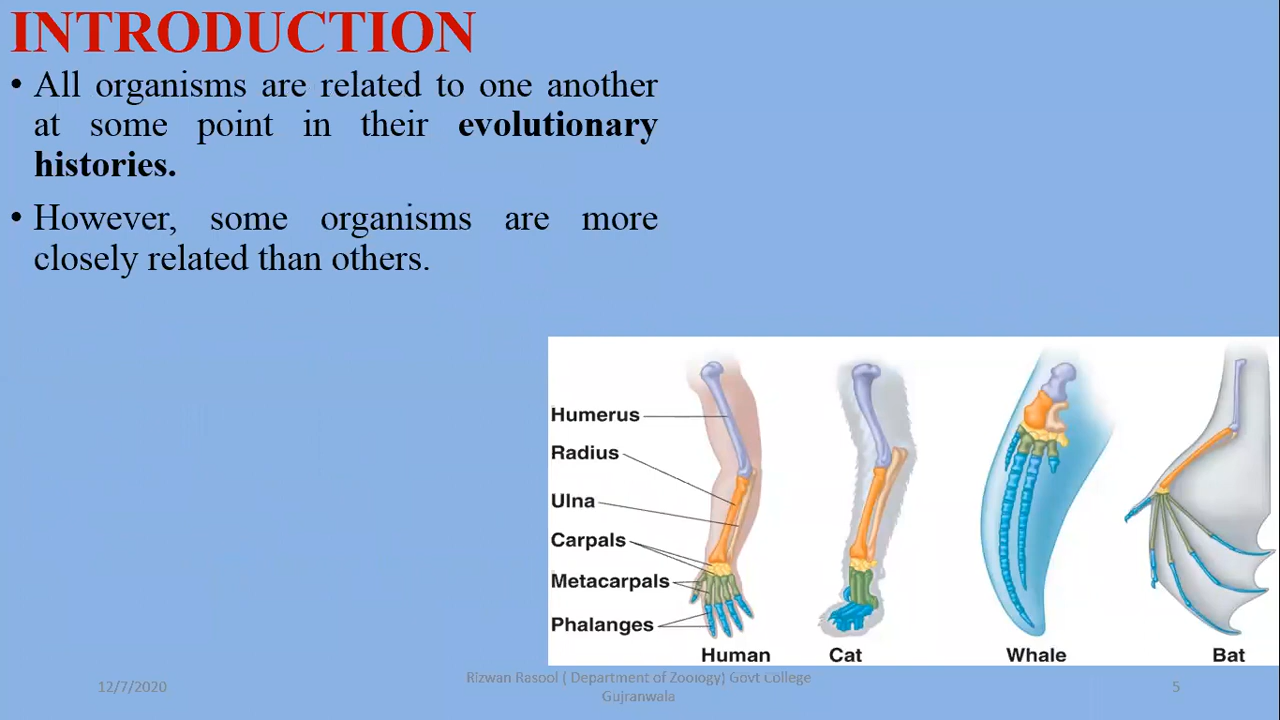 INTRODUCTION
• All organisms are related to one another
at some point in their evolutionary
histories.
• However, some organisms are more
closely related than others.
Humerus
Radius
Ulna
Carpals
Metacarpals
Phalanges
Human Cat Whale Bat
12/7/2020
Rizwan Rasool ( Department of Zoology) Govt College
Gujranwala
5